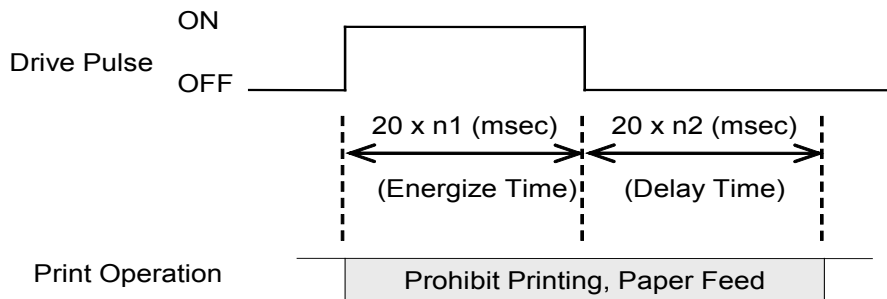 ON
Drive Pulse
OFF
20 x n1 (msec) 20 x n2 (msec)
(Energize Time) (Delay Time)
Print Operation Prohibit Printing, Paper Feed